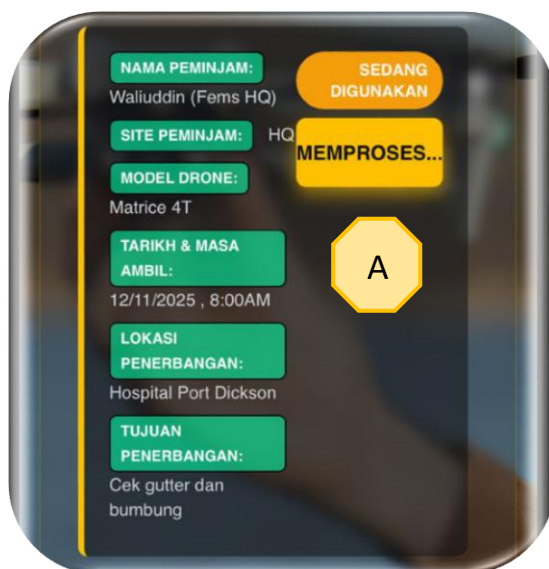 NAMA PEMINJAM:
Waliuddin (Fems HQ)
SEDANG
DIGUNAKAN
SITE PEMINJAM: HQ
MEMPROSES...
MODEL DRONE:
Matrice 4T
TARIKH & MASA
AMBIL:
12/11/2025 , 8:00AM
A
LOKASI
PENERBANGAN:
Hospital Port Dickson
TUJUAN
PENERBANGAN:
Cek gutter dan
bumbung